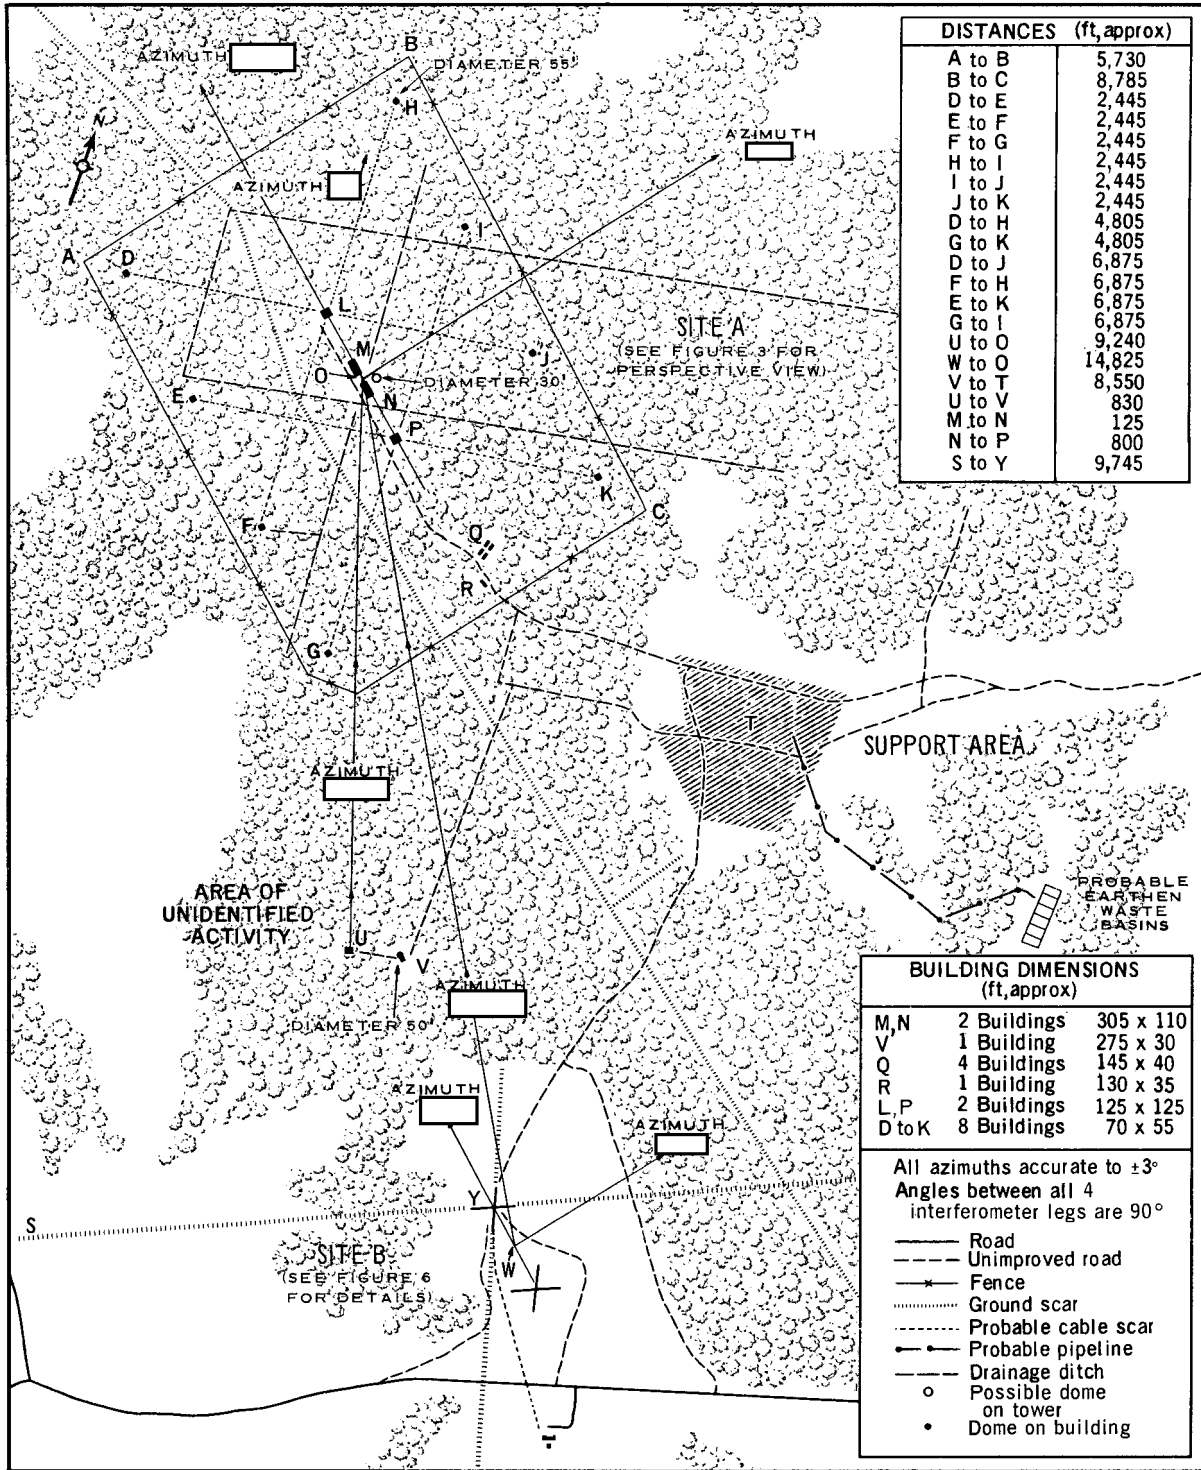 DISTANCES (ft, approx)
A to B 5,730
B to C 8,785
D to E 2,445
E to F 2,445
F to G 2,445
H to I 2,445
I to J 2,445
J to K 2,445
D to H 4,805
G to K 4,805
D to J 6,875
F to H 6,875
E to K 6,875
G to I 6,875
U to O 9,240
W to O 14,825
V to T 8,550
U to V 830
M to N 125
N to P 800
S to Y 9,745
AZIMUTH
B
DIAMETER 55'
H
N
AZIMUTH
AZIMUTH
I
A
D
L
SITE A
(SEE FIGURE 3 FOR
PERSPECTIVE VIEW)
M
J
O
DIAMETER 30'
E
N
P
K
C
F
Q
R
G
T
SUPPORT AREA
AZIMUTH
PROBABLE
EARTHEN
WASTE
BASINS
AREA OF
UNIDENTIFIED
ACTIVITY
U
V
AZIMUTH
DIAMETER 50'
AZIMUTH
AZIMUTH
Y
S
SITE B
(SEE FIGURE 6
FOR DETAILS)
W
BUILDING DIMENSIONS
(ft, approx)
M,N 2 Buildings 305 x 110
V 1 Building 275 x 30
Q 4 Buildings 145 x 40
R 1 Building 130 x 35
L,P 2 Buildings 125 x 125
D to K 8 Buildings 70 x 55
All azimuths accurate to ±3°
Angles between all 4
interferometer legs are 90°
Road
Unimproved road
Fence
Ground scar
Probable cable scar
Probable pipeline
Drainage ditch
Possible dome
on tower
Dome on building